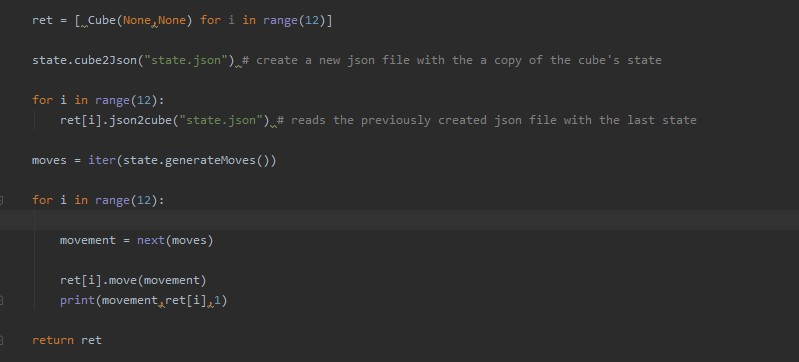 ret = [ Cube(None,None) for i in range(12)]
state.cube2Json("state.json") # create a new json file with the a copy of the cube's state
for i in range(12):
ret[i].json2cube("state.json") # reads the previously created json file with the last state
moves = iter(state.generateMoves())
for i in range(12):
movement = next(moves)
ret[i].move(movement)
print(movement,ret[i],1)
return ret